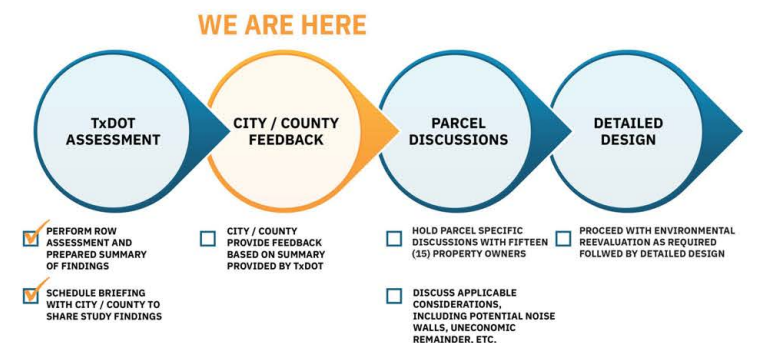 WE ARE HERE
TxDOT
ASSESSMENT
CITY / COUNTY
FEEDBACK
PARCEL
DISCUSSIONS
DETAILED
DESIGN
PERFORM ROW
ASSESSMENT AND
PREPARED SUMMARY
OF FINDINGS
SCHEDULE BRIEFING
WITH CITY / COUNTY TO
SHARE STUDY FINDINGS
CITY / COUNTY
PROVIDE FEEDBACK
BASED ON SUMMARY
PROVIDED BY TxDOT
HOLD PARCEL SPECIFIC
DISCUSSIONS WITH FIFTEEN
(15) PROPERTY OWNERS
DISCUSS APPLICABLE
CONSIDERATIONS,
INCLUDING POTENTIAL NOISE
WALLS, UNECONOMIC
REMAINDER, ETC.
PROCEED WITH ENVIRONMENTAL
REEVALUATION AS REQUIRED
FOLLWED BY DETAILED DESIGN